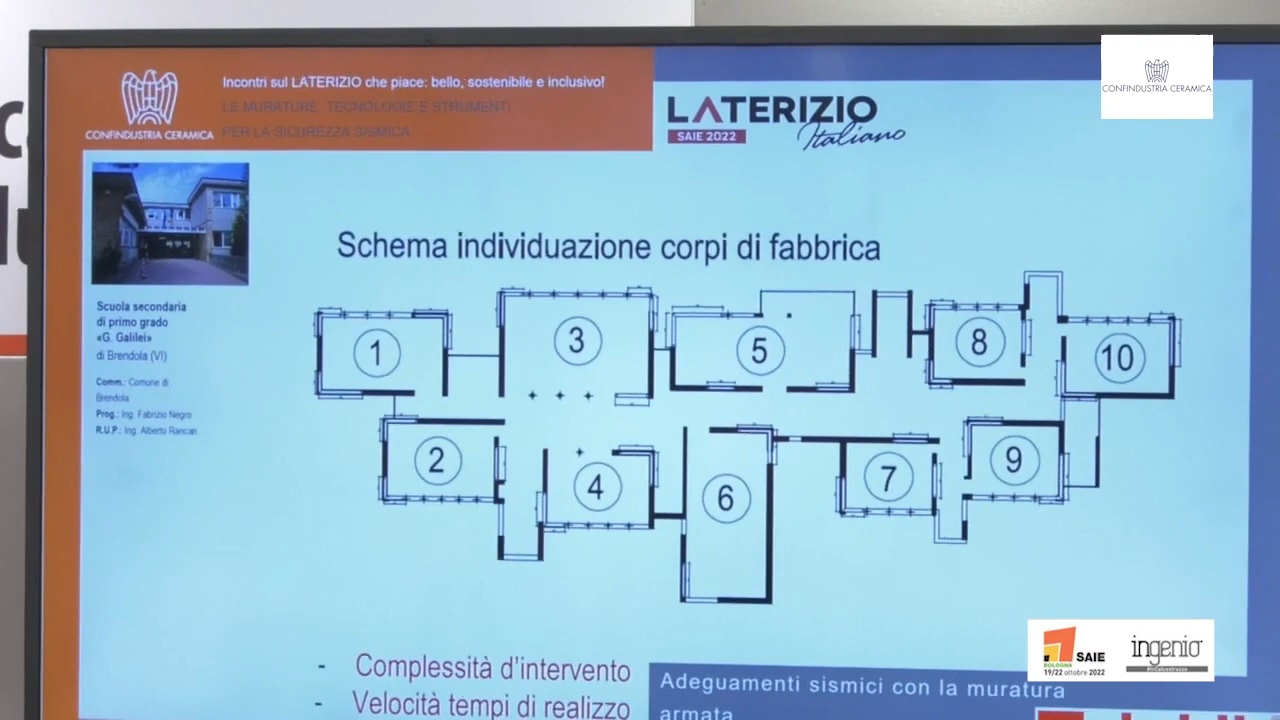 Incontri sul LATERIZIO che piace: bello, sostenibile e inclusivo!
LE MURATURE. TECNOLOGIE E STRUMENTI
PER LA SICUREZZA SISMICA
CONFINDUSTRIA CERAMICA
LATERIZIO
SAIE 2022
Italiano
CONFINDUSTRIA CERAMICA
Scuola secondaria
di primo grado
«G. Galilei»
di Brendola (VI)
Comm.: Comune di
Brendola
Prog.: Ing. Fabrizio Negro
R.U.P.: Ing. Alberto Rancan
Schema individuazione corpi di fabbrica
1
2
3
4
5
6
7
8
9
10
- Complessità d'intervento
- Velocità tempi di realizzo
Adeguamenti sismici con la muratura
armata
BOLOGNA
SAIE
19/22 ottobre 2022
ingenio